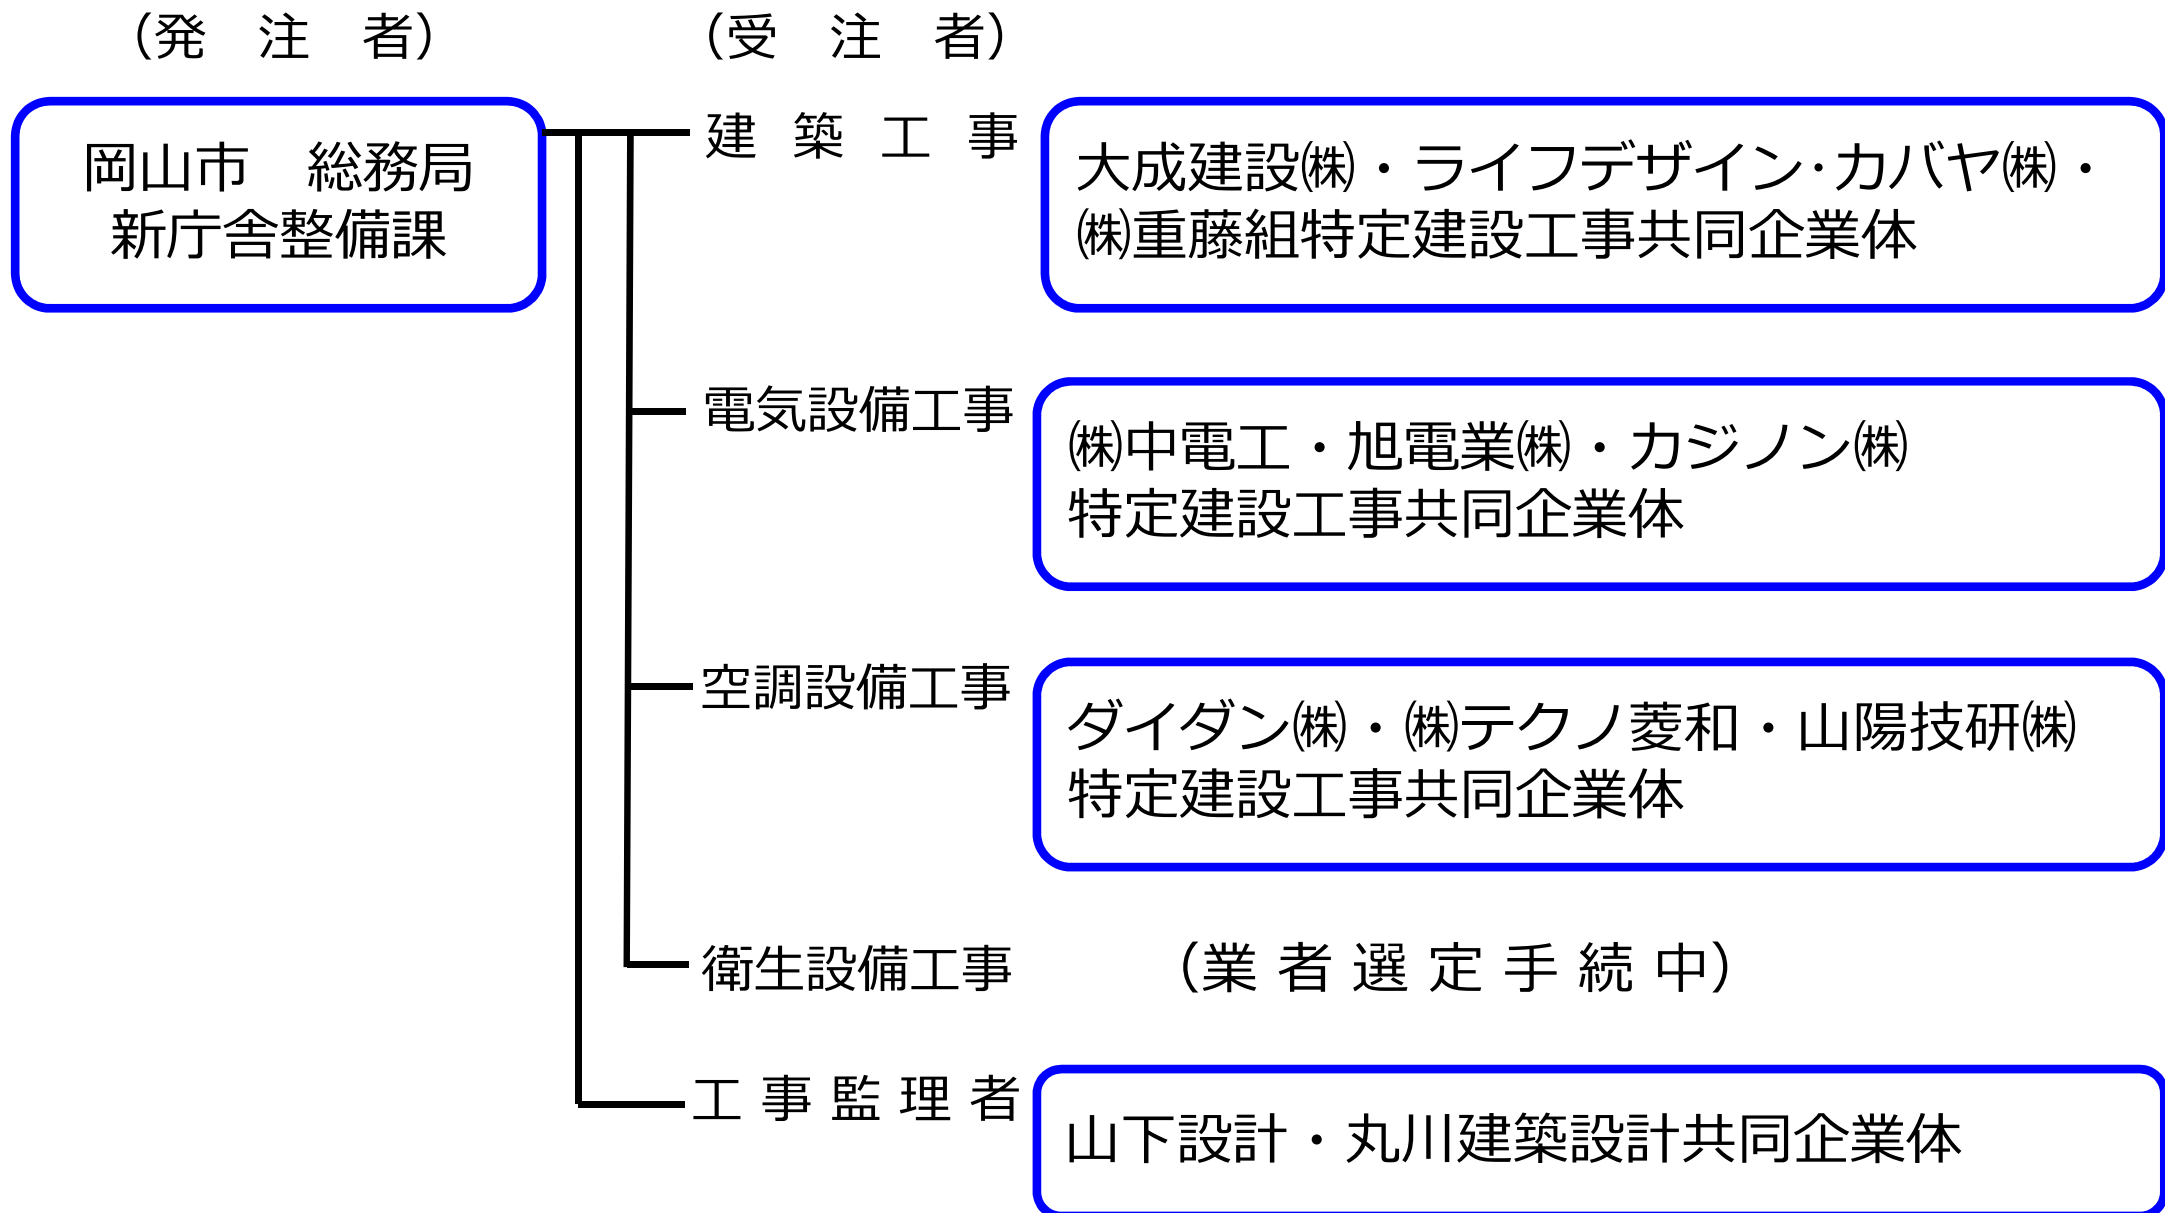 （発　注　者）
（受　注　者）
岡山市　総務局
新庁舎整備課
建築工事
大成建設㈱・ライフデザイン･カバヤ㈱・
㈱重藤組特定建設工事共同企業体
電気設備工事
㈱中電工・旭電業㈱・カジノン㈱
特定建設工事共同企業体
空調設備工事
ダイダン㈱・㈱テクノ菱和・山陽技研㈱
特定建設工事共同企業体
衛生設備工事
（業者選定手続中）
工事監理者
山下設計・丸川建築設計共同企業体